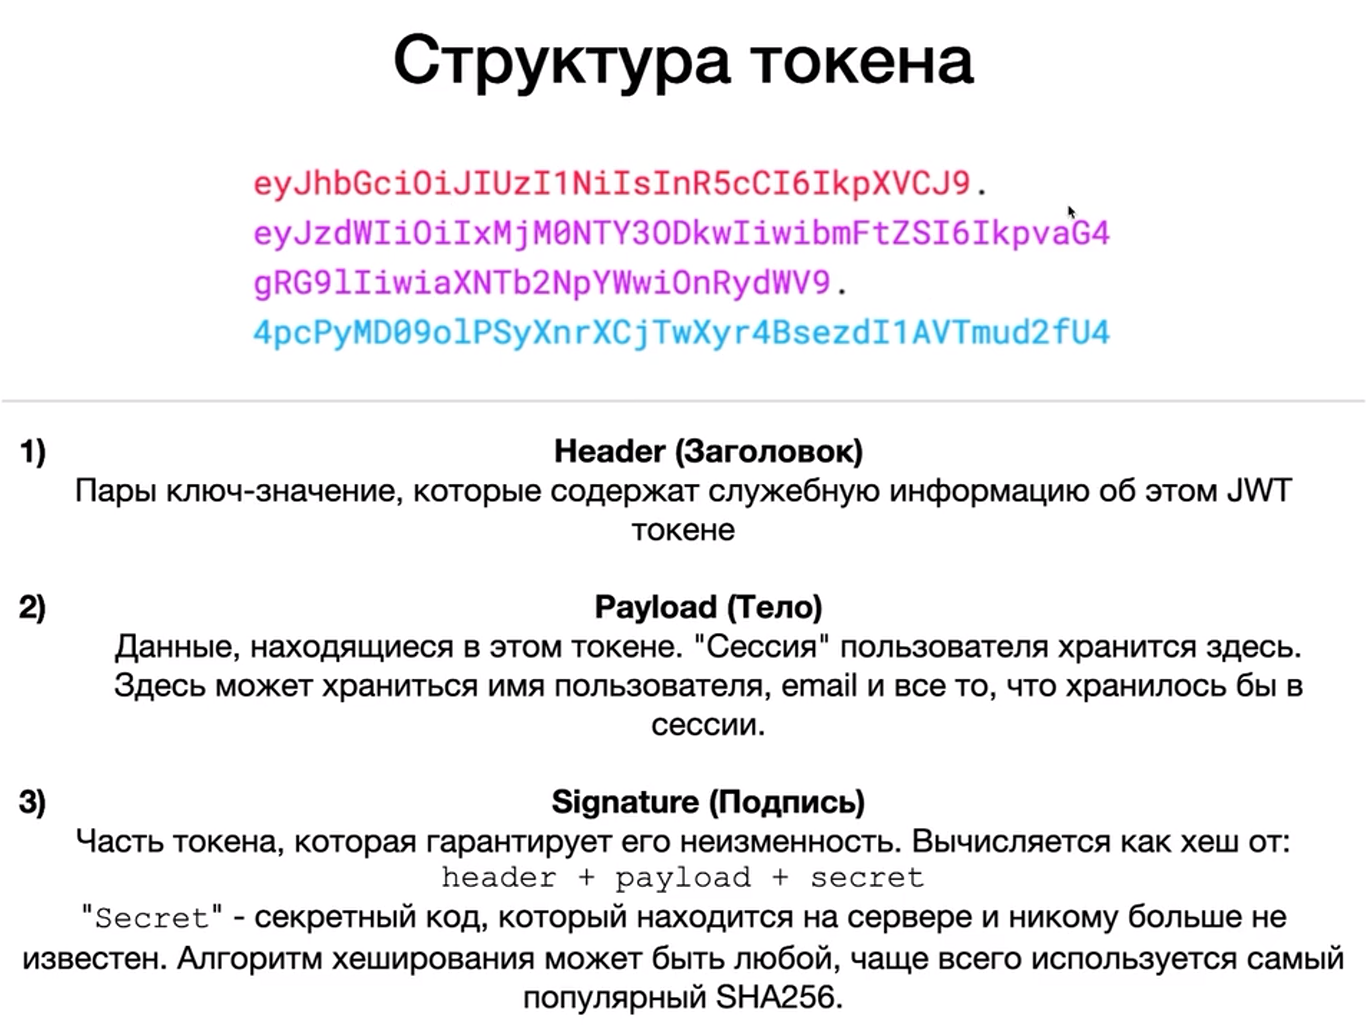 Структура токена
eyJhbGciOiJIUzI1NiIsInR5cCI6IkpXVCJ9.
eyJzdWIiOiIxMjM0NTY3ODkwIiwibmFtZSI6IkpvaG4
gRG9lIiwiaXNTb2NpYWwiOnRydWV9.
4pcPyMD09olPSyXnrXCjTwXyr4BsezdI1AVTmud2fU4
1) Header (Заголовок)
Пары ключ-значение, которые содержат служебную информацию об этом JWT
токене
2) Payload (Тело)
Данные, находящиеся в этом токене. "Сессия" пользователя хранится здесь.
Здесь может храниться имя пользователя, email и все то, что хранилось бы в
сессии.
3) Signature (Подпись)
Часть токена, которая гарантирует его неизменность. Вычисляется как хеш от:
header + payload + secret
"Secret" - секретный код, который находится на сервере и никому больше не
известен. Алгоритм хеширования может быть любой, чаще всего используется самый
популярный SHA256.